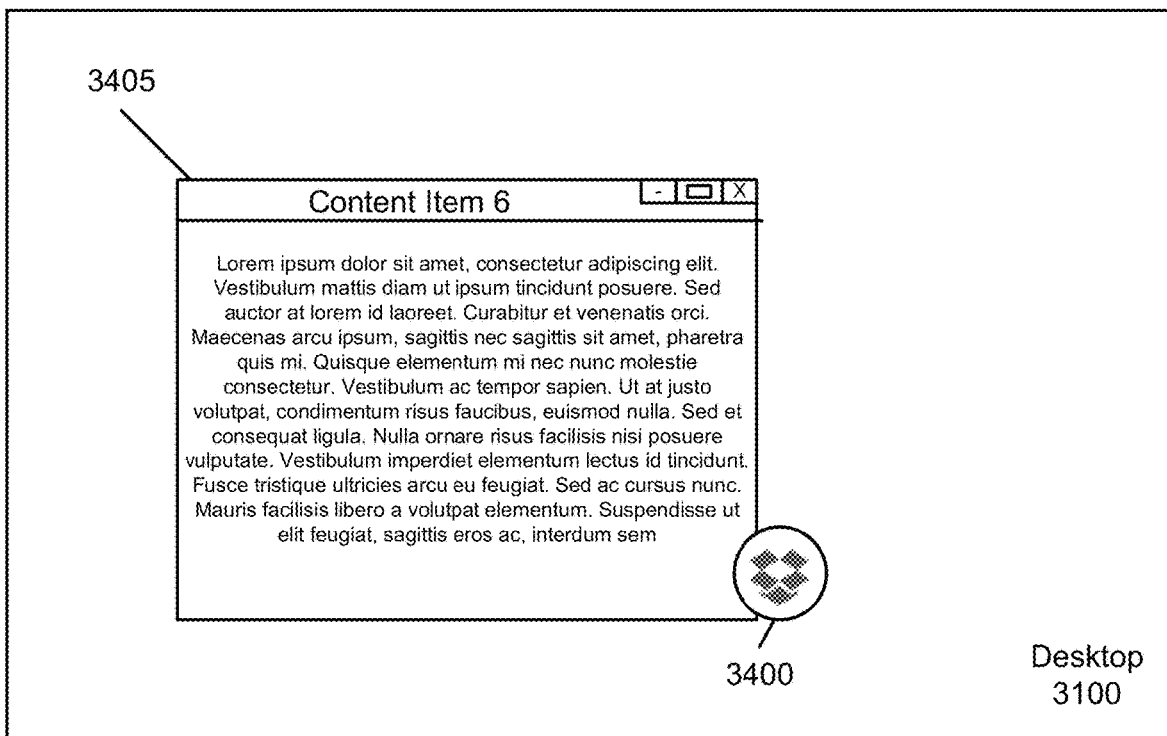 3405
Content Item 6
- X
Lorem ipsum dolor sit amet, consectetur adipiscing elit.
Vestibulum mattis diam ut ipsum tincidunt posuere. Sed
auctor at lorem id laoreet. Curabitur et venenatis orci.
Maecenas arcu ipsum, sagittis nec sagittis sit amet, pharetra
quis mi. Quisque elementum mi nec nunc molestie
consectetur. Vestibulum ac tempor sapien. Ut at justo
volutpat, condimentum risus faucibus, euismod nulla. Sed et
consequat ligula. Nulla ornare risus facilisis nisi posuere
vulputate. Vestibulum imperdiet elementum lectus id tincidunt.
Fusce tristique ultricies arcu eu feugiat. Sed ac cursus nunc.
Mauris facilisis libero a volutpat elementum. Suspendisse ut
elit feugiat, sagittis eros ac, interdum sem
3400
Desktop
3100